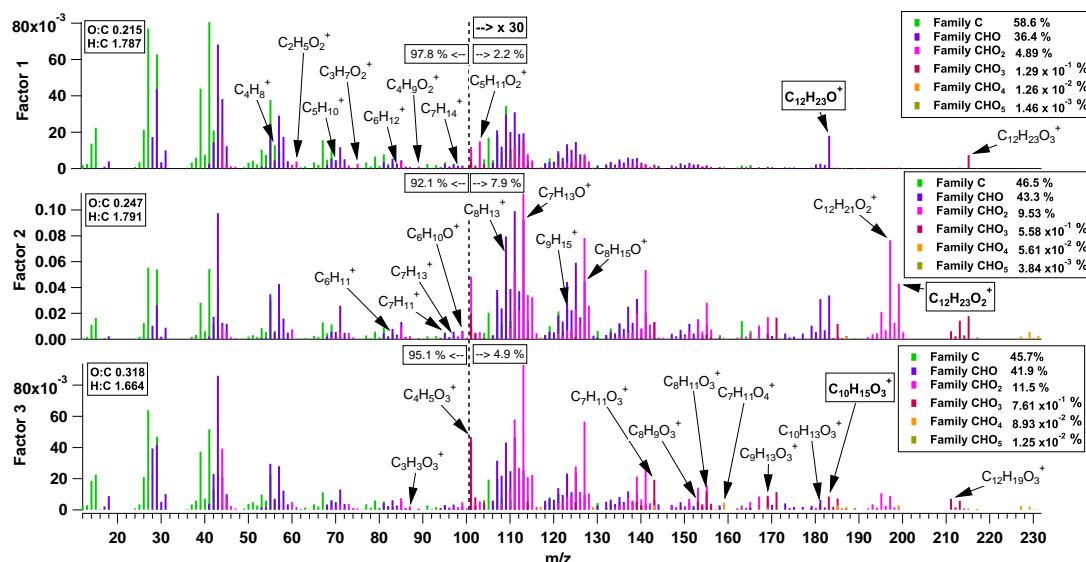 80x10⁻³
60
40
20
0
Factor 1
O:C 0.215
H:C 1.787
C₄H₈⁺
C₂H₅O₂⁺
C₅H₁₀⁺
C₃H₇O₂⁺
C₆H₁₂⁺
C₄H₉O₂⁺
C₇H₁₄⁺
--> x 30
97.8 % <--
--> 2.2 %
C₅H₁₁O₂⁺
C₁₂H₂₃O⁺
C₁₂H₂₃O₃⁺
Family C 58.6 %
Family CHO 36.4 %
Family CHO₂ 4.89 %
Family CHO₃ 1.29 x 10⁻¹ %
Family CHO₄ 1.26 x 10⁻² %
Family CHO₅ 1.46 x 10⁻³ %
0.10
0.08
0.06
0.04
0.02
0.00
Factor 2
O:C 0.247
H:C 1.791
92.1 % <--
--> 7.9 %
C₆H₁₁⁺
C₇H₁₁⁺
C₇H₁₃⁺
C₆H₁₀O⁺
C₈H₁₃⁺
C₇H₁₃O⁺
C₉H₁₅⁺
C₈H₁₅O⁺
C₁₂H₂₁O₂⁺
C₁₂H₂₃O₂⁺
Family C 46.5 %
Family CHO 43.3 %
Family CHO₂ 9.53 %
Family CHO₃ 5.58 x10⁻¹ %
Family CHO₄ 5.61 x10⁻² %
Family CHO₅ 3.84 x10⁻³ %
80x10⁻³
60
40
20
0
Factor 3
O:C 0.318
H:C 1.664
95.1 % <--
--> 4.9 %
C₃H₃O₃⁺
C₄H₅O₃⁺
C₇H₁₁O₃⁺
C₈H₉O₃⁺
C₈H₁₁O₃⁺
C₇H₁₁O₄⁺
C₉H₁₃O₃⁺
C₁₀H₁₃O₃⁺
C₁₀H₁₅O₃⁺
C₁₂H₁₉O₃⁺
Family C 45.7%
Family CHO 41.9 %
Family CHO₂ 11.5 %
Family CHO₃ 7.61 x10⁻¹ %
Family CHO₄ 8.93 x10⁻² %
Family CHO₅ 1.25 x10⁻² %
20 30 40 50 60 70 80 90 100 110 120 130 140 150 160 170 180 190 200 210 220 230
m/z